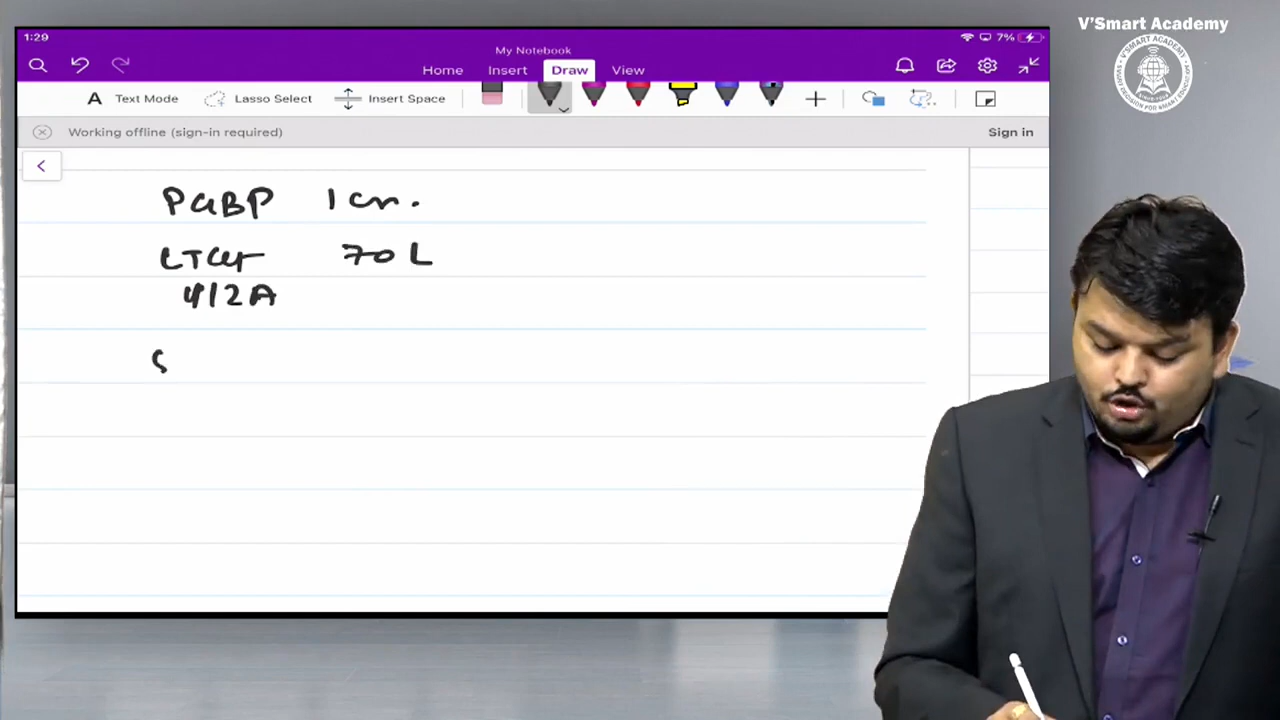 V'Smart Academy
1:29
7%
My Notebook
Home Insert Draw View
A Text Mode Lasso Select Insert Space
Working offline (sign-in required) Sign in
PGBP 1 Cr.
LTCG 70 L
112A
S